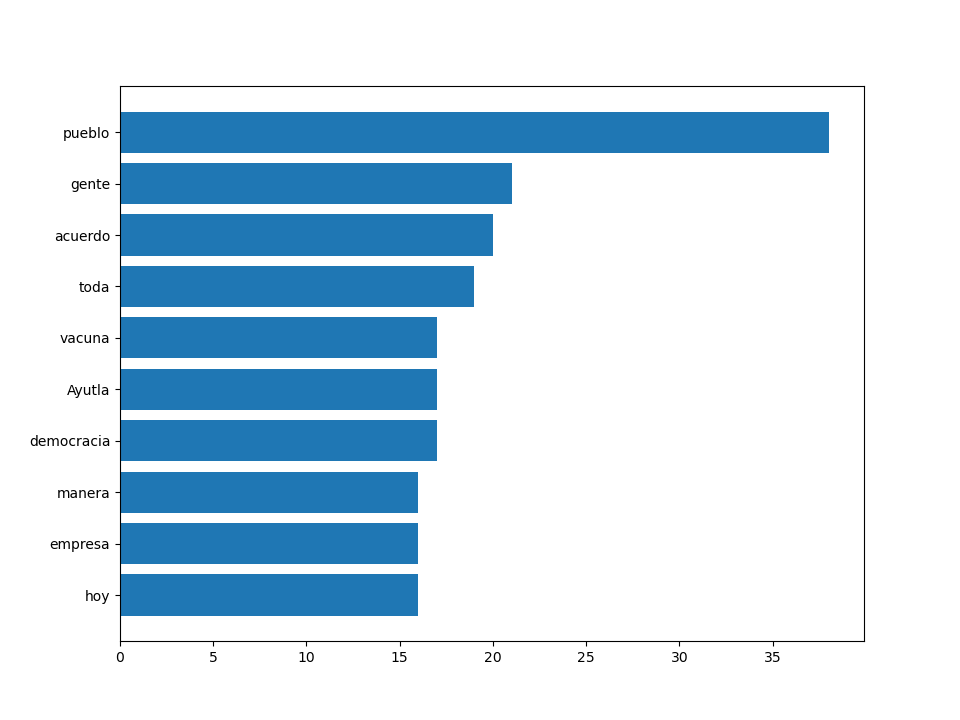 pueblo
gente
acuerdo
toda
vacuna
Ayutla
democracia
manera
empresa
hoy
0 5 10 15 20 25 30 35